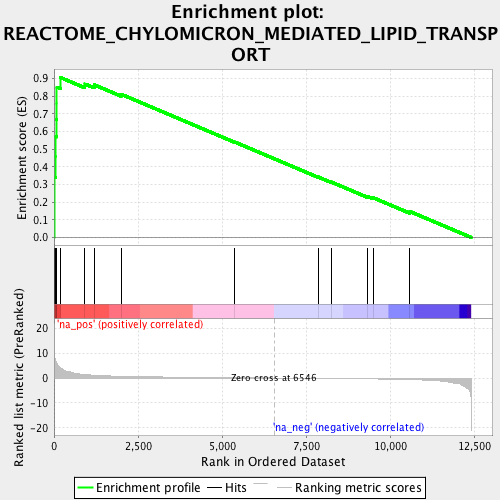 Enrichment plot:
REACTOME_CHYLOMICRON_MEDIATED_LIPID_TRANSP
ORT
Enrichment score (ES)
0.9
0.8
0.7
0.6
0.5
0.4
0.3
0.2
0.1
0.0
'na_pos' (positively correlated)
Ranked list metric (PreRanked)
20
10
0
-10
-20
Zero cross at 6546
'na_neg' (negatively correlated)
0
2,500
5,000
7,500
10,000
12,500
Rank in Ordered Dataset
Enrichment profile
Hits
Ranking metric scores